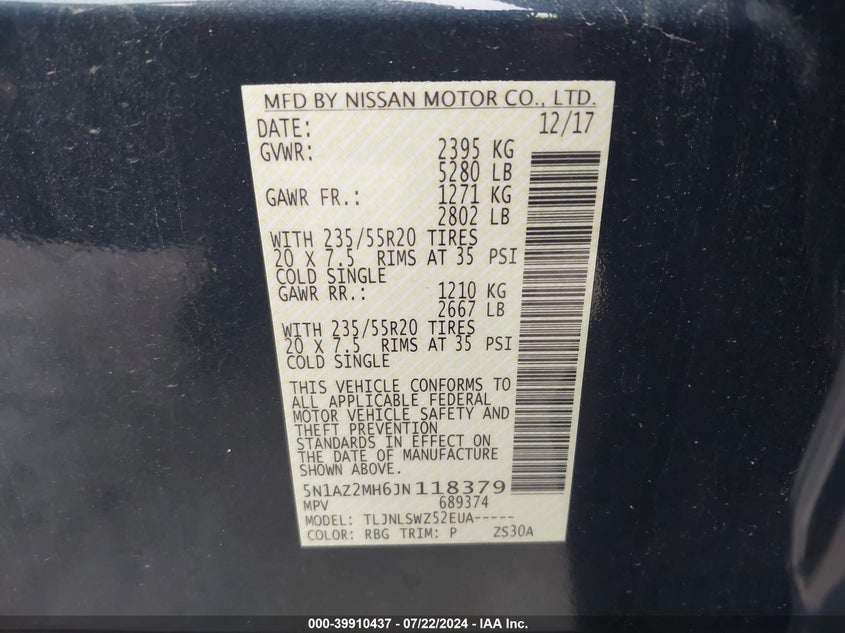 MFD BY NISSAN MOTOR CO., LTD.
DATE: 12/17
GVWR: 2395 KG
5280 LB
GAWR FR.: 1271 KG
2802 LB
WITH 235/55R20 TIRES
20 X 7.5 RIMS AT 35 PSI
COLD SINGLE
GAWR RR.: 1210 KG
2667 LB
WITH 235/55R20 TIRES
20 X 7.5 RIMS AT 35 PSI
COLD SINGLE
THIS VEHICLE CONFORMS TO
ALL APPLICABLE FEDERAL
MOTOR VEHICLE SAFETY AND
THEFT PREVENTION
STANDARDS IN EFFECT ON
THE DATE OF MANUFACTURE
SHOWN ABOVE.
5N1AZ2MH6JN118379
MPV 689374
MODEL: TLJNLSWZ52EUA-----
COLOR: RBG TRIM: P ZS30A
000-39910437 - 07/22/2024 - IAA Inc.